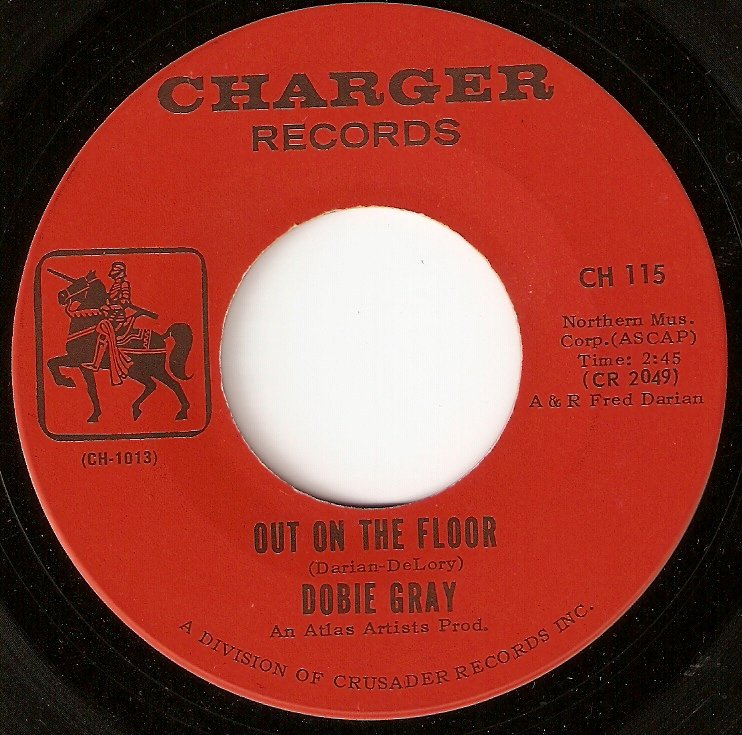 CHARGER
RECORDS
CH 115
Northern Mus.
Corp.(ASCAP)
Time: 2:45
(CR 2049)
A & R Fred Darian
(CH-1013)
OUT ON THE FLOOR
(Darian-DeLory)
DOBIE GRAY
An Atlas Artists Prod.
A DIVISION OF CRUSADER RECORDS INC.